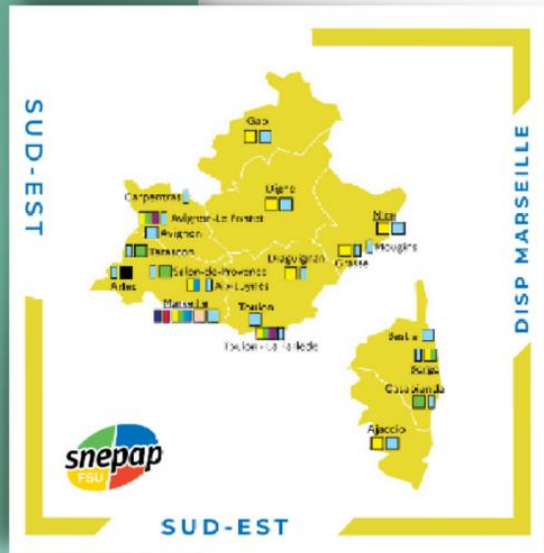 SUD-EST
DISP MARSEILLE
Gap
Digne
Carpentras
Nice
Avignon-Le Pontet
Mougins
Avignon
Grasse
Tarascon
Draguignan
Salon-de-Provence
Aix-Luynes
Arles
Marseille
Toulon
Toulon - La Farlède
Bastia
Borgo
Casabianda
Ajaccio
snepap
FSU
SUD-EST